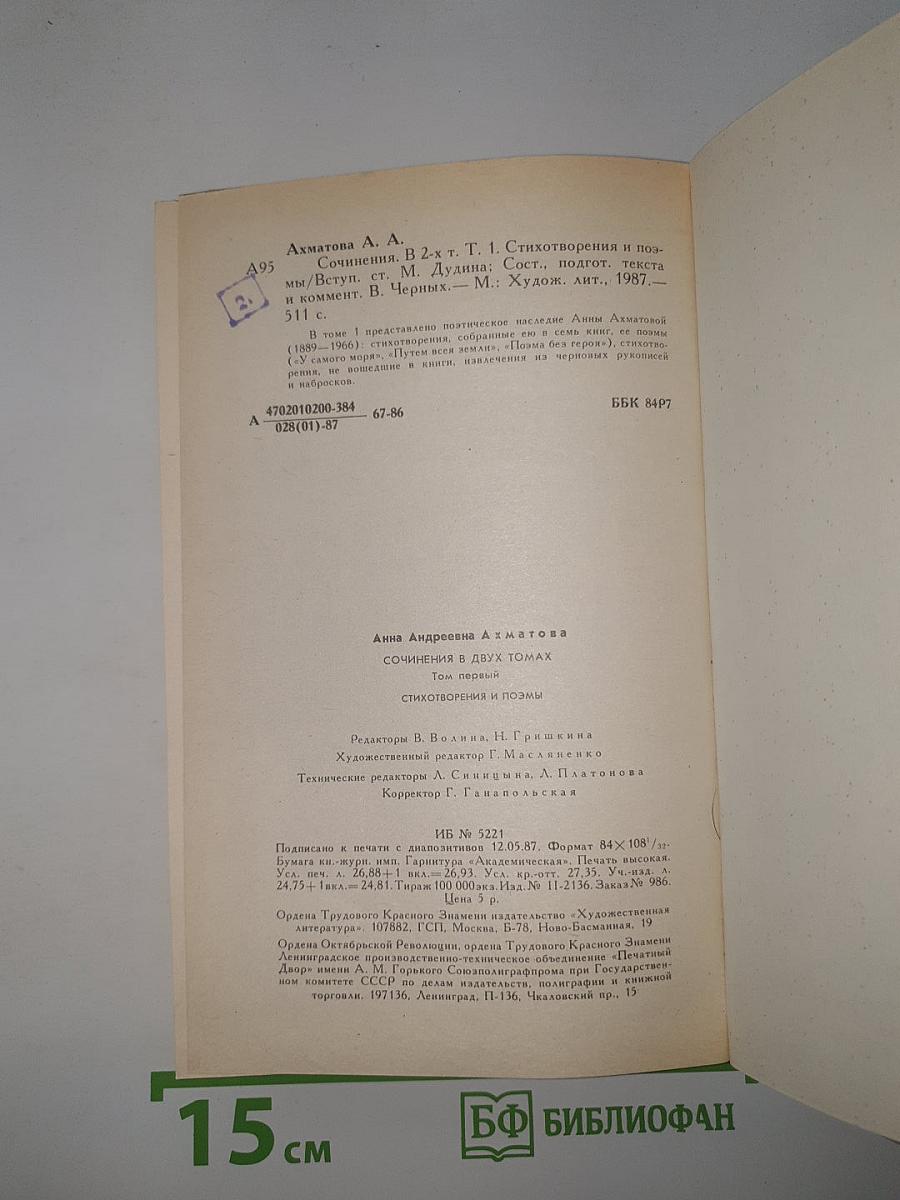 Ахматова А. А.
А95 Сочинения. В 2-х т. Т. 1. Стихотворения и поэ-
мы/Вступ. ст. М. Дудина; Сост., подгот. текста
и коммент. В. Черных.— М.: Худож. лит., 1987.—
511 с.
2.
В томе 1 представлено поэтическое наследие Анны Ахматовой
(1889—1966): стихотворения, собранные ею в семь книг, ее поэмы
(«У самого моря», «Путем всея земли», «Поэма без героя»), стихотво-
рения, не вошедшие в книги, извлечения из черновых рукописей
и набросков.
А 4702010200-384 67-86
028(01)-87
ББК 84Р7
Анна Андреевна Ахматова
СОЧИНЕНИЯ В ДВУХ ТОМАХ
Том первый
СТИХОТВОРЕНИЯ И ПОЭМЫ
Редакторы В. Волина, Н. Гришкина
Художественный редактор Г. Масляненко
Технические редакторы Л. Синицына, Л. Платонова
Корректор Г. Ганапольская
ИБ № 5221
Подписано к печати с диапозитивов 12.05.87. Формат 84×108¹/₃₂.
Бумага кн.-журн. имп. Гарнитура «Академическая». Печать высокая.
Усл. печ. л. 26,88+1 вкл.=26,93. Усл. кр.-отт. 27,35. Уч.-изд. л.
24,75+1вкл.=24,81. Тираж 100 000 экз. Изд. № II-2136. Заказ № 986.
Цена 5 р.
Ордена Трудового Красного Знамени издательство «Художественная
литература». 107882, ГСП, Москва, Б-78, Ново-Басманная, 19
Ордена Октябрьской Революции, ордена Трудового Красного Знамени
Ленинградское производственно-техническое объединение «Печатный
Двор» имени А. М. Горького Союзполиграфпрома при Государствен-
ном комитете СССР по делам издательств, полиграфии и книжной
торговли. 197136, Ленинград, П-136, Чкаловский пр., 15
15 см
БФ БИБЛИОФАН